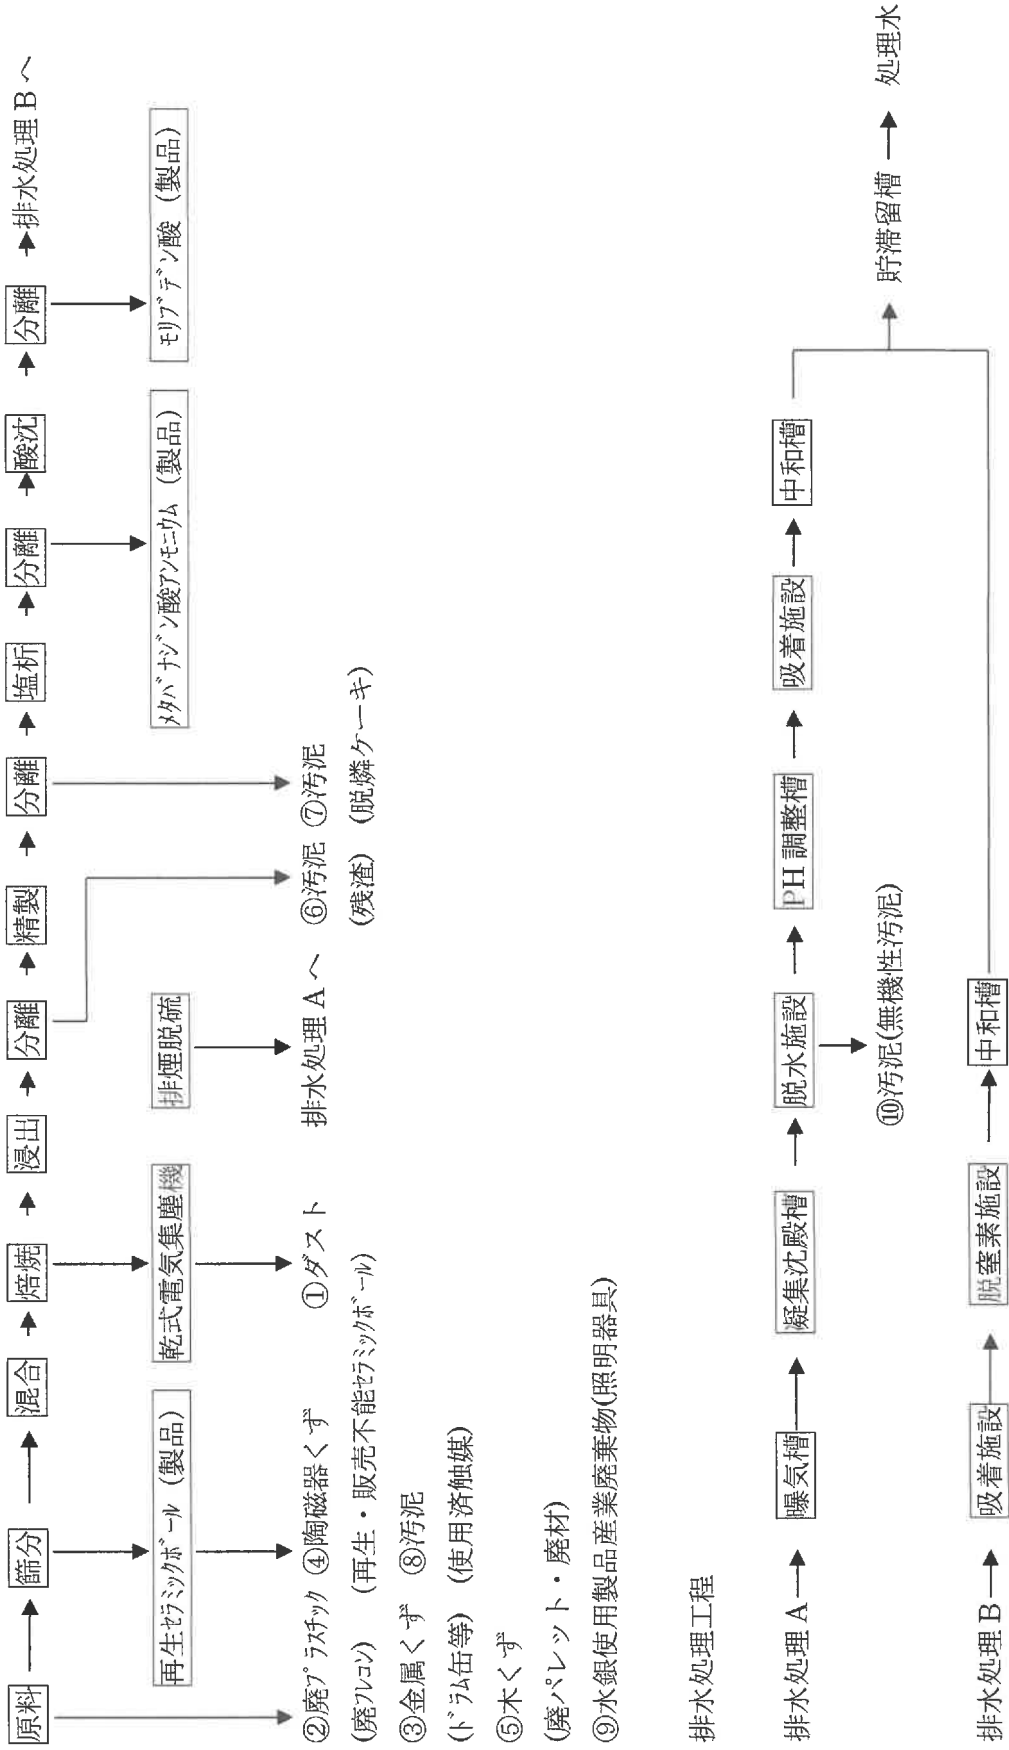 原料 → 篩分 → 混合 → 焙焼 → 浸出 → 分離 → 精製 → 分離 → 塩析 → 分離 → 酸沈 → 分離 → 排水処理 B へ
再生セラミックボール (製品)
乾式電気集塵機
排煙脱硫
メタバナジン酸アンモニウム (製品)
モリブデン酸 (製品)
②廃プラスチック ④陶磁器くず
①ダスト
排水処理 A へ
⑥汚泥 ⑦汚泥
(廃フレコン) (再生・販売不能セラミックボール)
(残渣) (脱燐ケーキ)
③金属くず ⑧汚泥
(ドラム缶等) (使用済触媒)
⑤木くず
(廃パレット・廃材)
⑨水銀使用製品産業廃棄物(照明器具)
排水処理工程
排水処理 A → 曝気槽 → 凝集沈殿槽 → 脱水施設 → PH 調整槽 → 吸着施設 → 中和槽
⑩汚泥(無機性汚泥)
貯滞留槽 → 処理水
排水処理 B → 吸着施設 → 脱窒素施設 → 中和槽